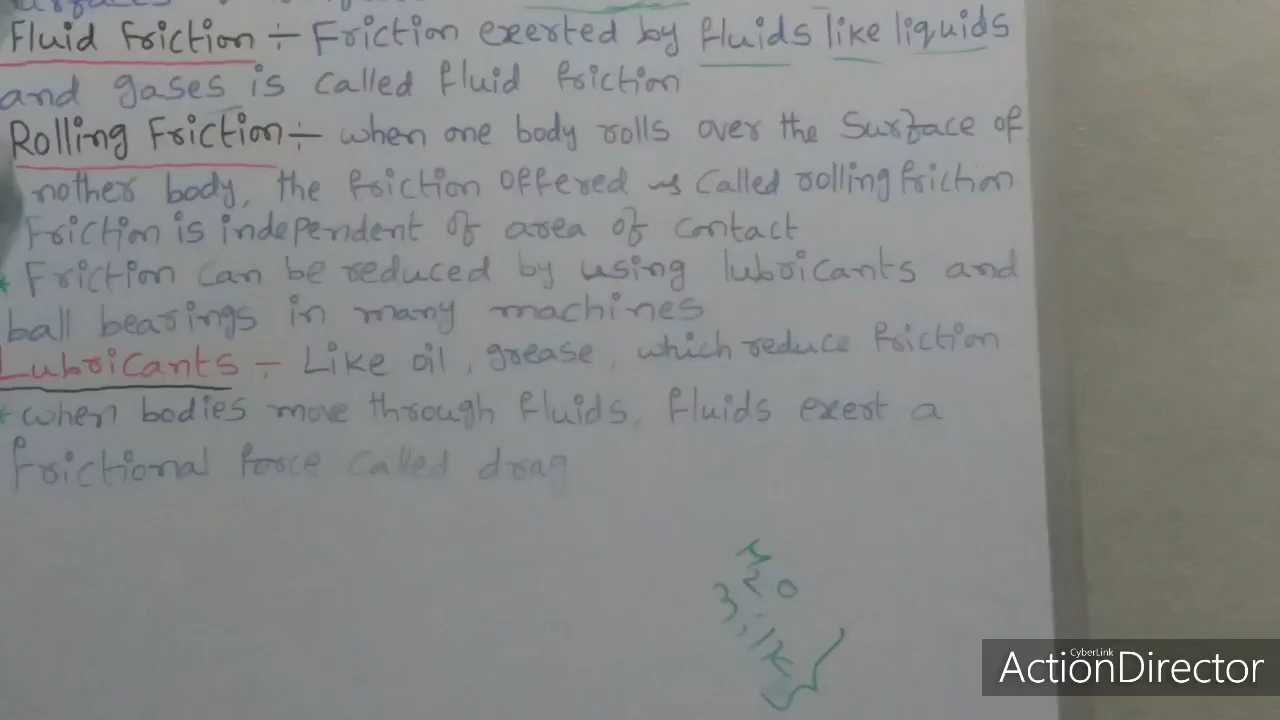 Fluid friction ÷ Friction exerted by fluids like liquids
and gases is called fluid friction
Rolling Friction ÷ when one body rolls over the surface of
nother body, the friction offered is called rolling friction
Friction is independent of area of contact
* Friction can be reduced by using lubricants and
ball bearings in many machines
Lubricants ÷ Like oil, grease, which reduce friction
* when bodies move through fluids, fluids exert a
frictional force called drag
CyberLink
ActionDirector